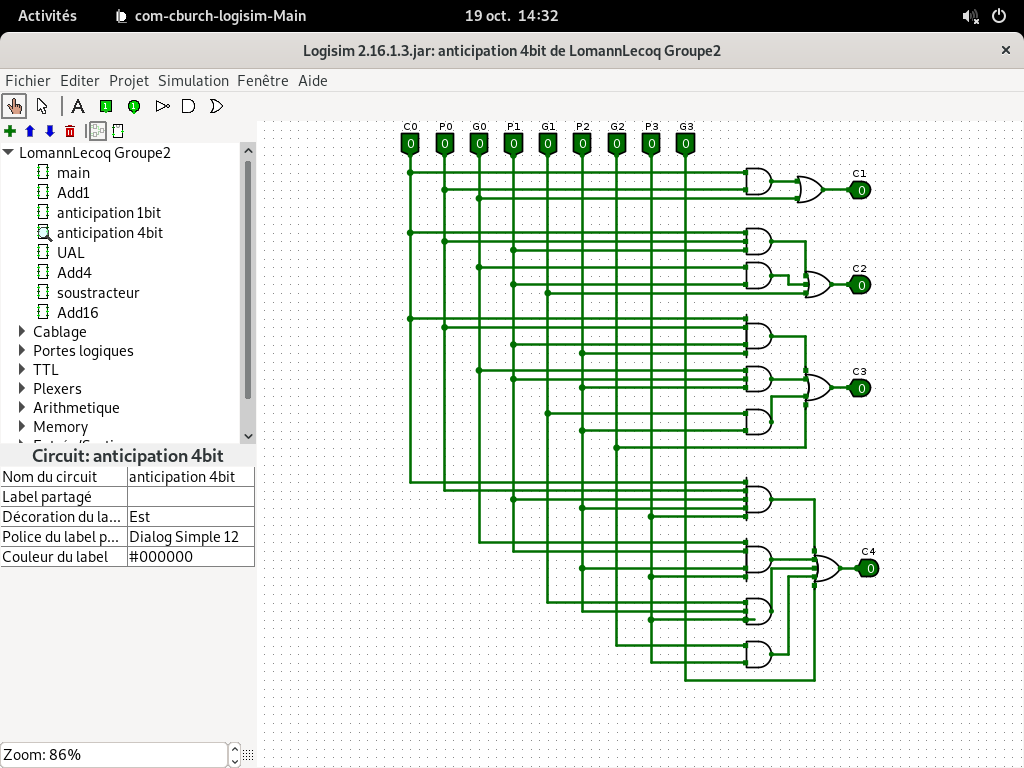 Activités com-cburch-logisim-Main 19 oct. 14:32
Logisim 2.16.1.3.jar: anticipation 4bit de LomannLecoq Groupe2 ×
Fichier Editer Projet Simulation Fenêtre Aide
A 1 1
LomannLecoq Groupe2
main
Add1
anticipation 1bit
anticipation 4bit
UAL
Add4
soustracteur
Add16
Cablage
Portes logiques
TTL
Plexers
Arithmetique
Memory
Circuit: anticipation 4bit
Nom du circuit anticipation 4bit
Label partagé
Décoration du la... Est
Police du label p... Dialog Simple 12
Couleur du label #000000
Zoom: 86%
C0 P0 G0 P1 G1 P2 G2 P3 G3
0 0 0 0 0 0 0 0 0
C1
0
C2
0
C3
0
C4
0